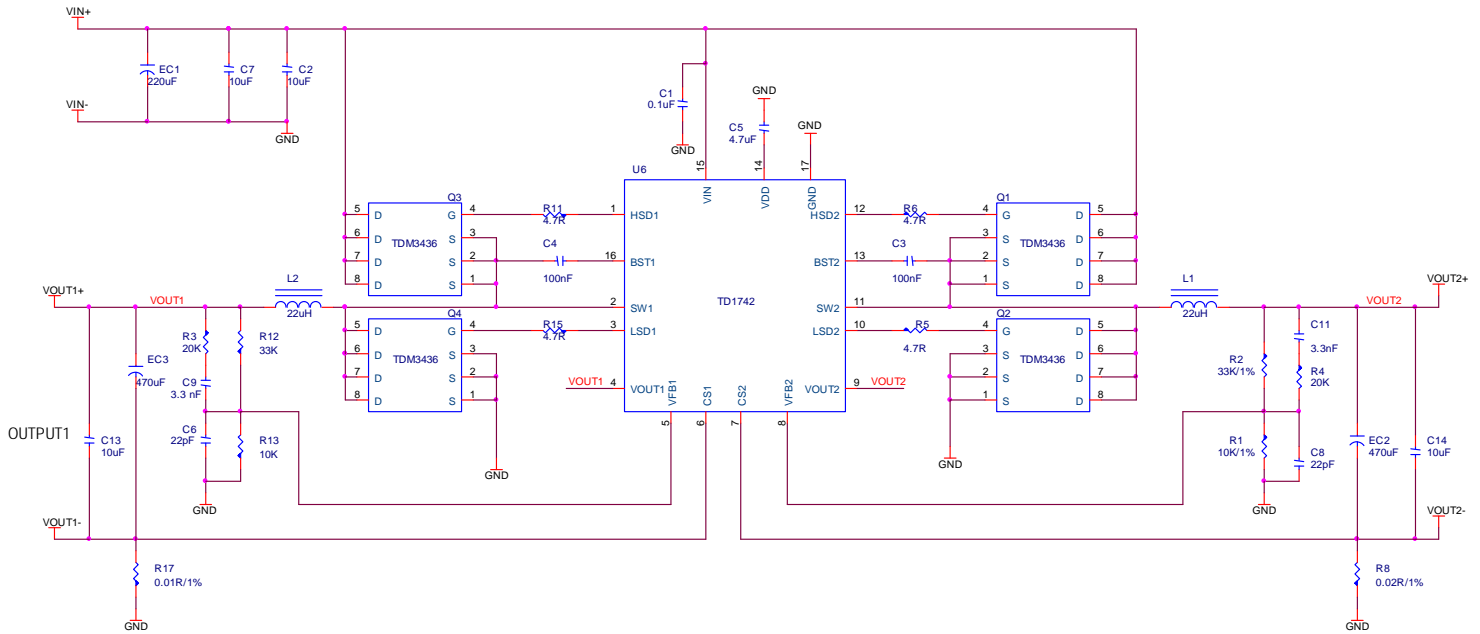 VIN+
EC1
220uF
C7
10uF
C2
10uF
VIN-
GND
C1
0.1uF
GND
GND
C5
4.7uF
GND
U6
15
VIN
14
VDD
17
GND
TD1742
1
HSD1
16
BST1
2
SW1
3
LSD1
4
VOUT1
VOUT1
5
VFB1
6
CS1
7
CS2
8
VFB2
12
HSD2
13
BST2
11
SW2
10
LSD2
9
VOUT2
VOUT2
Q3
TDM3436
5 D G 4
6 D S 3
7 D S 2
8 D S 1
R11
4.7R
C4
100nF
Q4
TDM3436
5 D G 4
6 D S 3
7 D S 2
8 D S 1
R15
4.7R
GND
Q1
TDM3436
4 G D 5
3 S D 6
2 S D 7
1 S D 8
R6
4.7R
C3
100nF
Q2
TDM3436
4 G D 5
3 S D 6
2 S D 7
1 S D 8
R5
4.7R
GND
VOUT1+
VOUT1
L2
22uH
R3
20K
R12
33K
EC3
470uF
C9
3.3 nF
OUTPUT1
C13
10uF
C6
22pF
R13
10K
GND
VOUT1-
R17
0.01R/1%
GND
L1
22uH
VOUT2+
VOUT2
C11
3.3nF
R2
33K/1%
R4
20K
R1
10K/1%
C8
22pF
EC2
470uF
C14
10uF
GND
VOUT2-
R8
0.02R/1%
GND